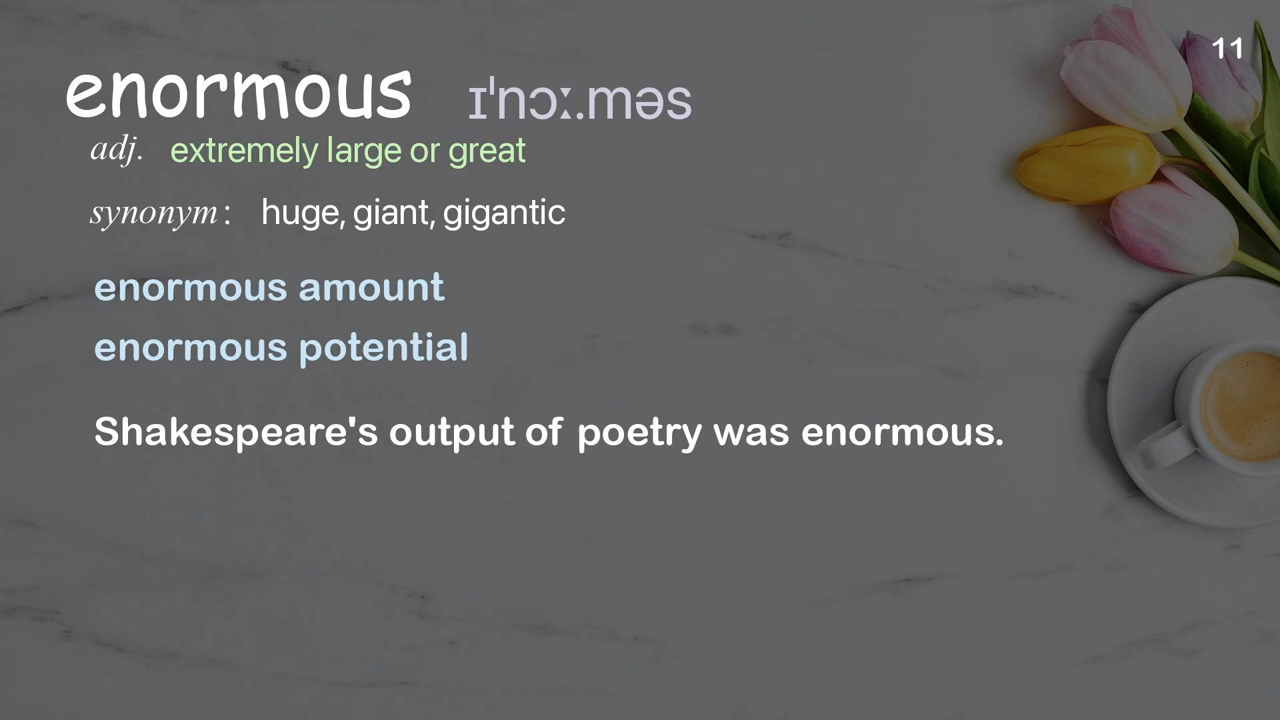 11
enormous ɪˈnɔː.məs
adj. extremely large or great
synonym: huge, giant, gigantic
enormous amount
enormous potential
Shakespeare's output of poetry was enormous.